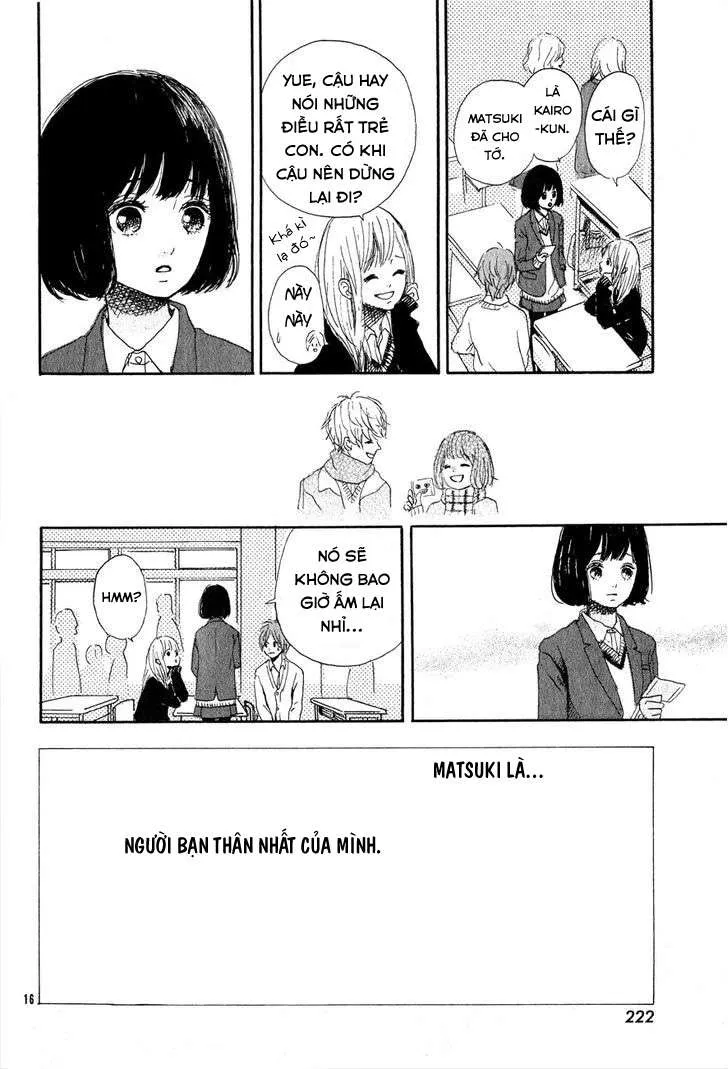 CÁI GÌ
THẾ?
LÀ
KAIRO
-KUN.
MATSUKI
ĐÃ CHO
TỚ.
YUE, CẬU HAY
NÓI NHỮNG
ĐIỀU RẤT TRẺ
CON. CÓ KHI
CẬU NÊN DỪNG
LẠI ĐI?
Khá kì
lạ đó~
NÀY
NÀY
NÓ SẼ
KHÔNG BAO
GIỜ ẤM LẠI
NHỈ...
HMM?
MATSUKI LÀ...
NGƯỜI BẠN THÂN NHẤT CỦA MÌNH.
16
222